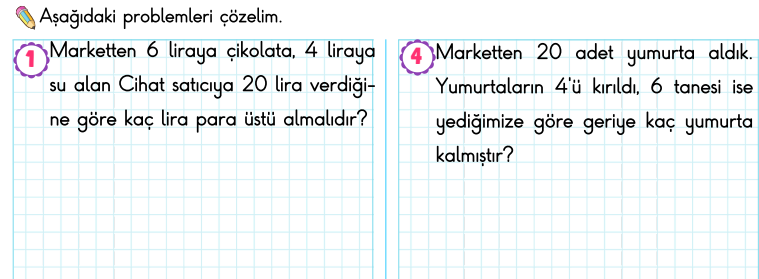 Aşağıdaki problemleri çözelim.
1 Marketten 6 liraya çikolata, 4 liraya
su alan Cihat satıcıya 20 lira verdiği-
ne göre kaç lira para üstü almalıdır?
4 Marketten 20 adet yumurta aldık.
Yumurtaların 4'ü kırıldı, 6 tanesi ise
yediğimize göre geriye kaç yumurta
kalmıştır?